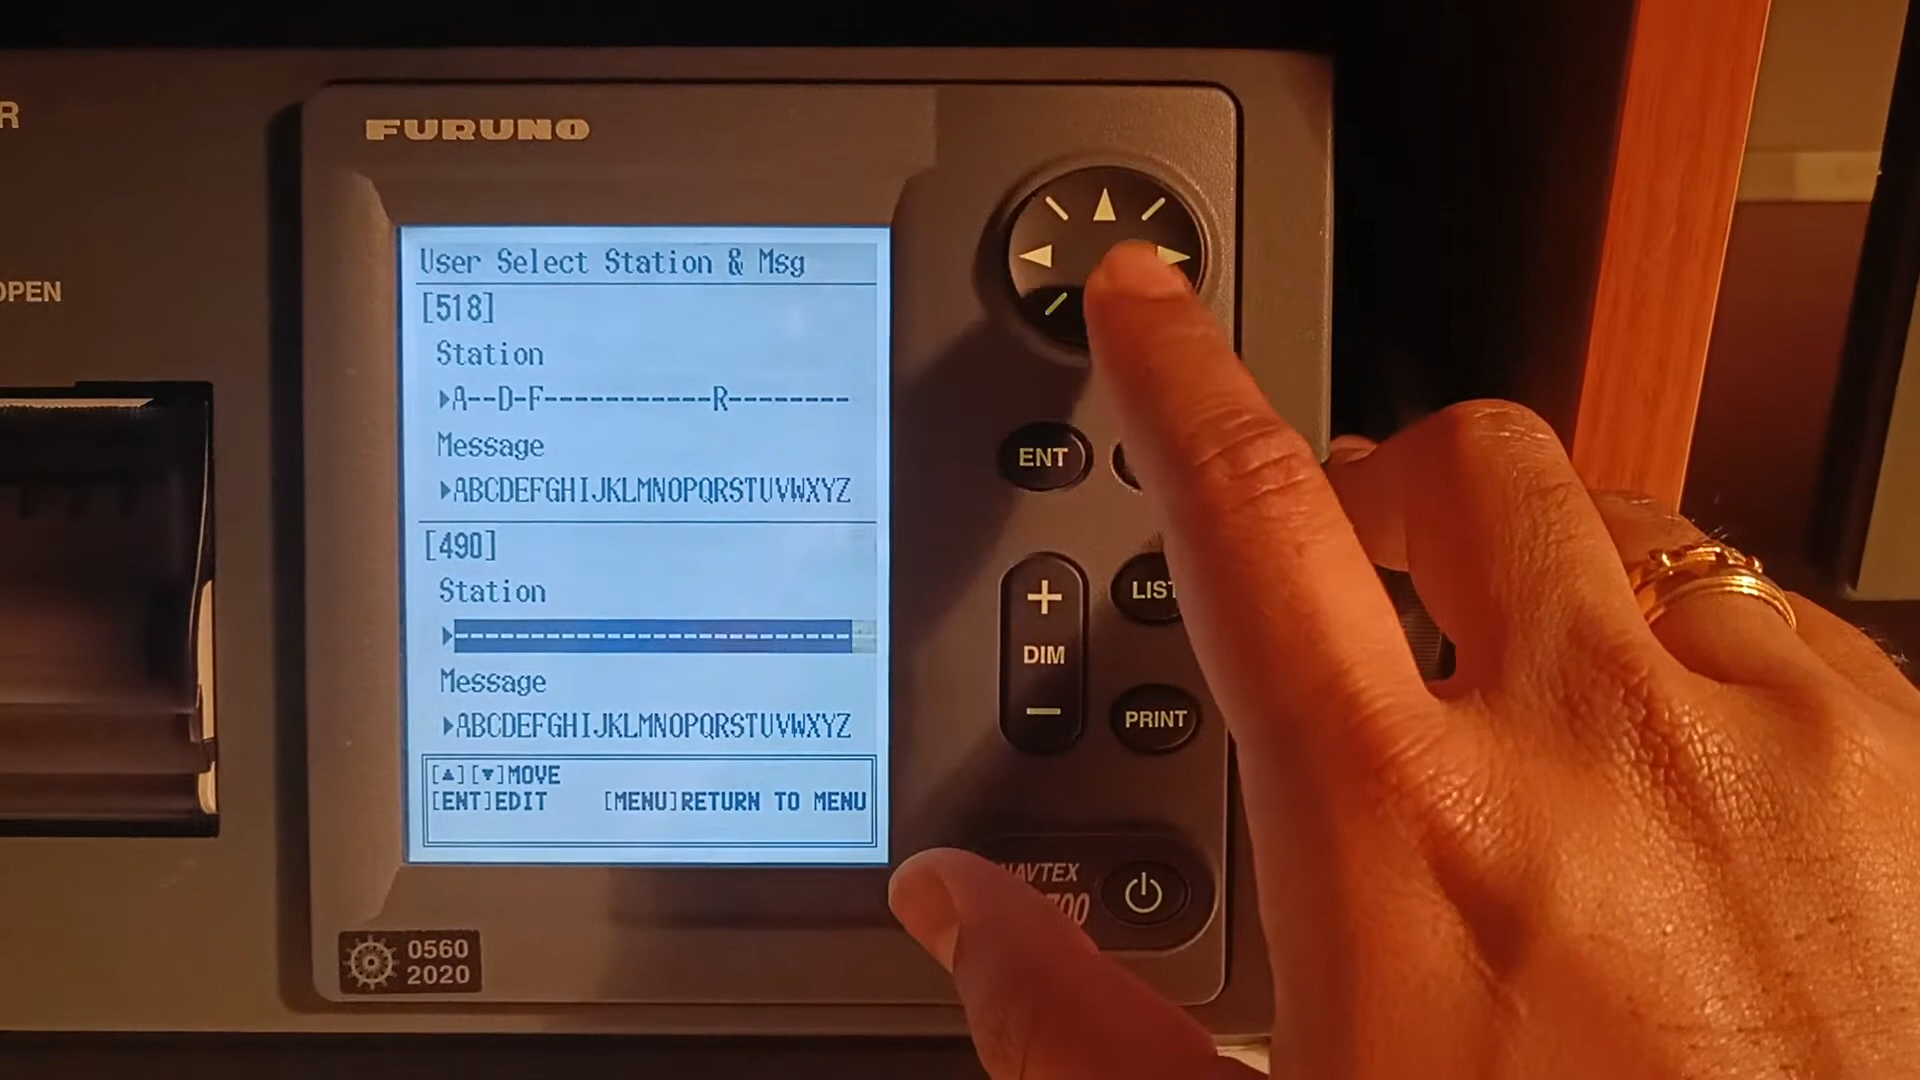 R
OPEN
FURUNO
User Select Station & Msg
[518]
Station
▶A--D-F-----------R--------
Message
▶ABCDEFGHIJKLMNOPQRSTUVWXYZ
[490]
Station
▶--------------------------
Message
▶ABCDEFGHIJKLMNOPQRSTUVWXYZ
[▲][▼]MOVE
[ENT]EDIT [MENU]RETURN TO MENU
ENT
+
LIST
DIM
−
PRINT
NAVTEX
700
0560
2020